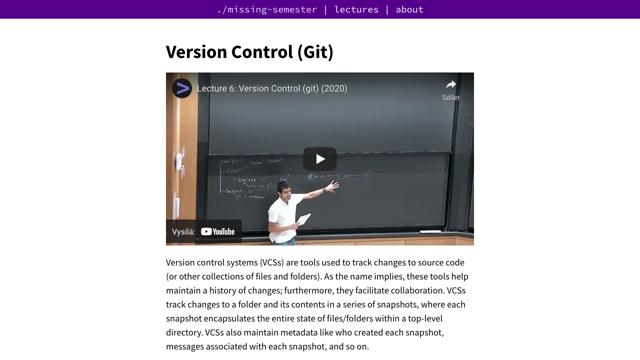 ./missing-semester | lectures | about
Version Control (Git)
Lecture 6: Version Control (git) (2020)
Sdílet
Vysílá: YouTube
Version control systems (VCSs) are tools used to track changes to source code
(or other collections of files and folders). As the name implies, these tools help
maintain a history of changes; furthermore, they facilitate collaboration. VCSs
track changes to a folder and its contents in a series of snapshots, where each
snapshot encapsulates the entire state of files/folders within a top-level
directory. VCSs also maintain metadata like who created each snapshot,
messages associated with each snapshot, and so on.